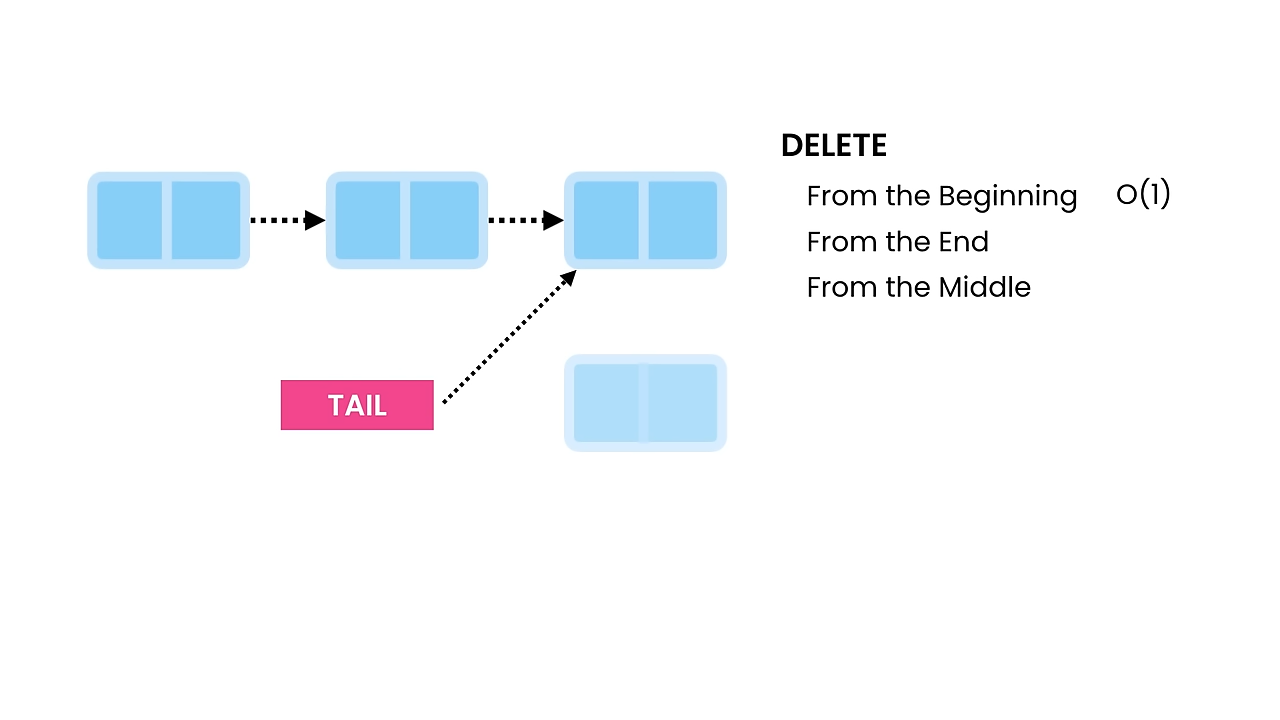 DELETE
From the Beginning O(1)
From the End
From the Middle
TAIL